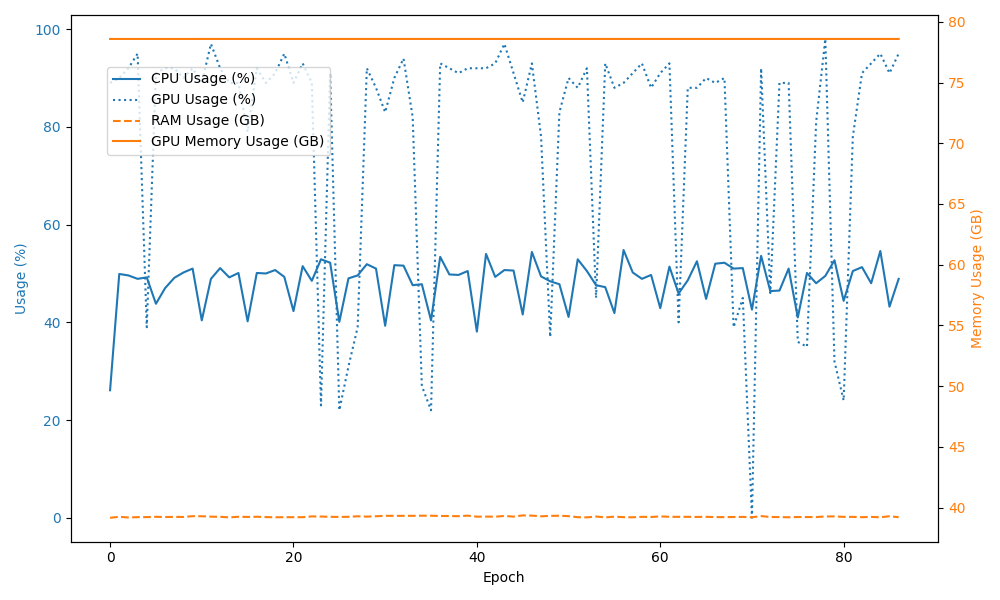 CPU Usage (%)
GPU Usage (%)
RAM Usage (GB)
GPU Memory Usage (GB)
Usage (%)
100
80
60
40
20
0
80
75
70
65
60
55
50
45
40
Memory Usage (GB)
0 20 40 60 80
Epoch